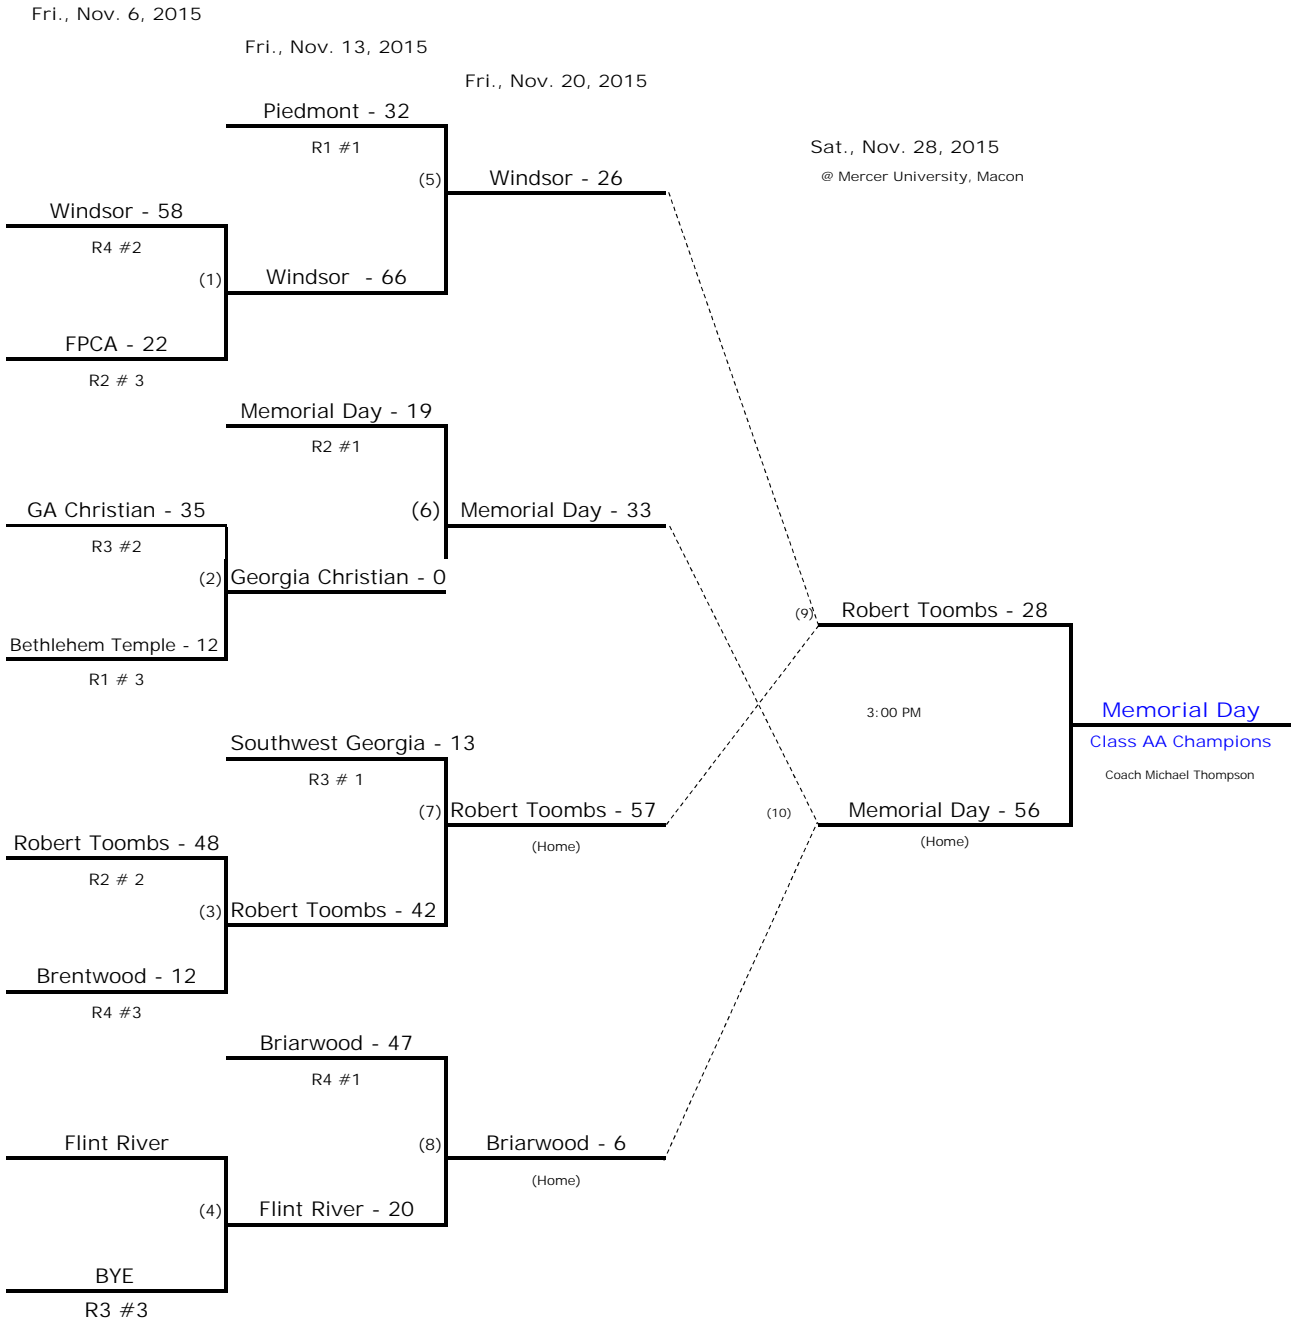 Fri., Nov. 6, 2015
Fri., Nov. 13, 2015
Fri., Nov. 20, 2015
Piedmont - 32
R1 #1
Sat., Nov. 28, 2015
@ Mercer University, Macon
(5)
Windsor - 26
Windsor - 58
R4 #2
(1)
Windsor - 66
FPCA - 22
R2 # 3
Memorial Day - 19
R2 #1
GA Christian - 35
R3 #2
(6)
Memorial Day - 33
(2)
Georgia Christian - 0
(9)
Robert Toombs - 28
Bethlehem Temple - 12
R1 # 3
3:00 PM
Memorial Day
Class AA Champions
Coach Michael Thompson
Southwest Georgia - 13
R3 # 1
(7)
Robert Toombs - 57
(Home)
(10)
Memorial Day - 56
(Home)
Robert Toombs - 48
R2 # 2
(3)
Robert Toombs - 42
Brentwood - 12
R4 #3
Briarwood - 47
R4 #1
Flint River
(8)
Briarwood - 6
(Home)
(4)
Flint River - 20
BYE
R3 #3